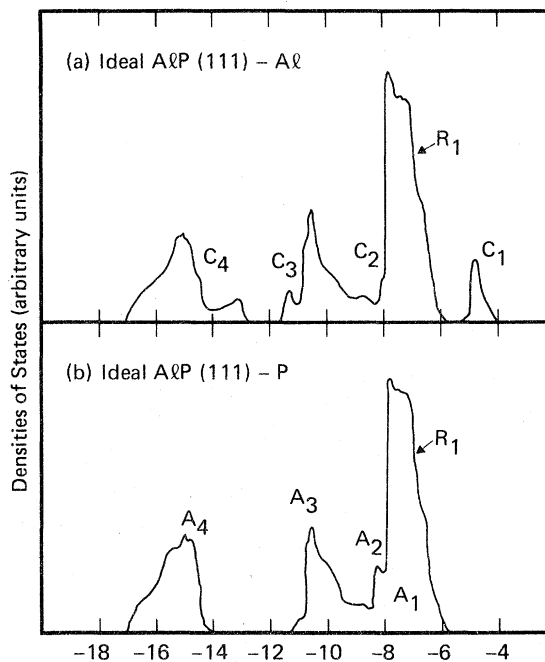 (a) Ideal AℓP (111) – Aℓ
R1
C4
C3
C2
C1
Densities of States (arbitrary units)
(b) Ideal AℓP (111) – P
R1
A4
A3
A2
A1
–18 –16 –14 –12 –10 –8 –6 –4